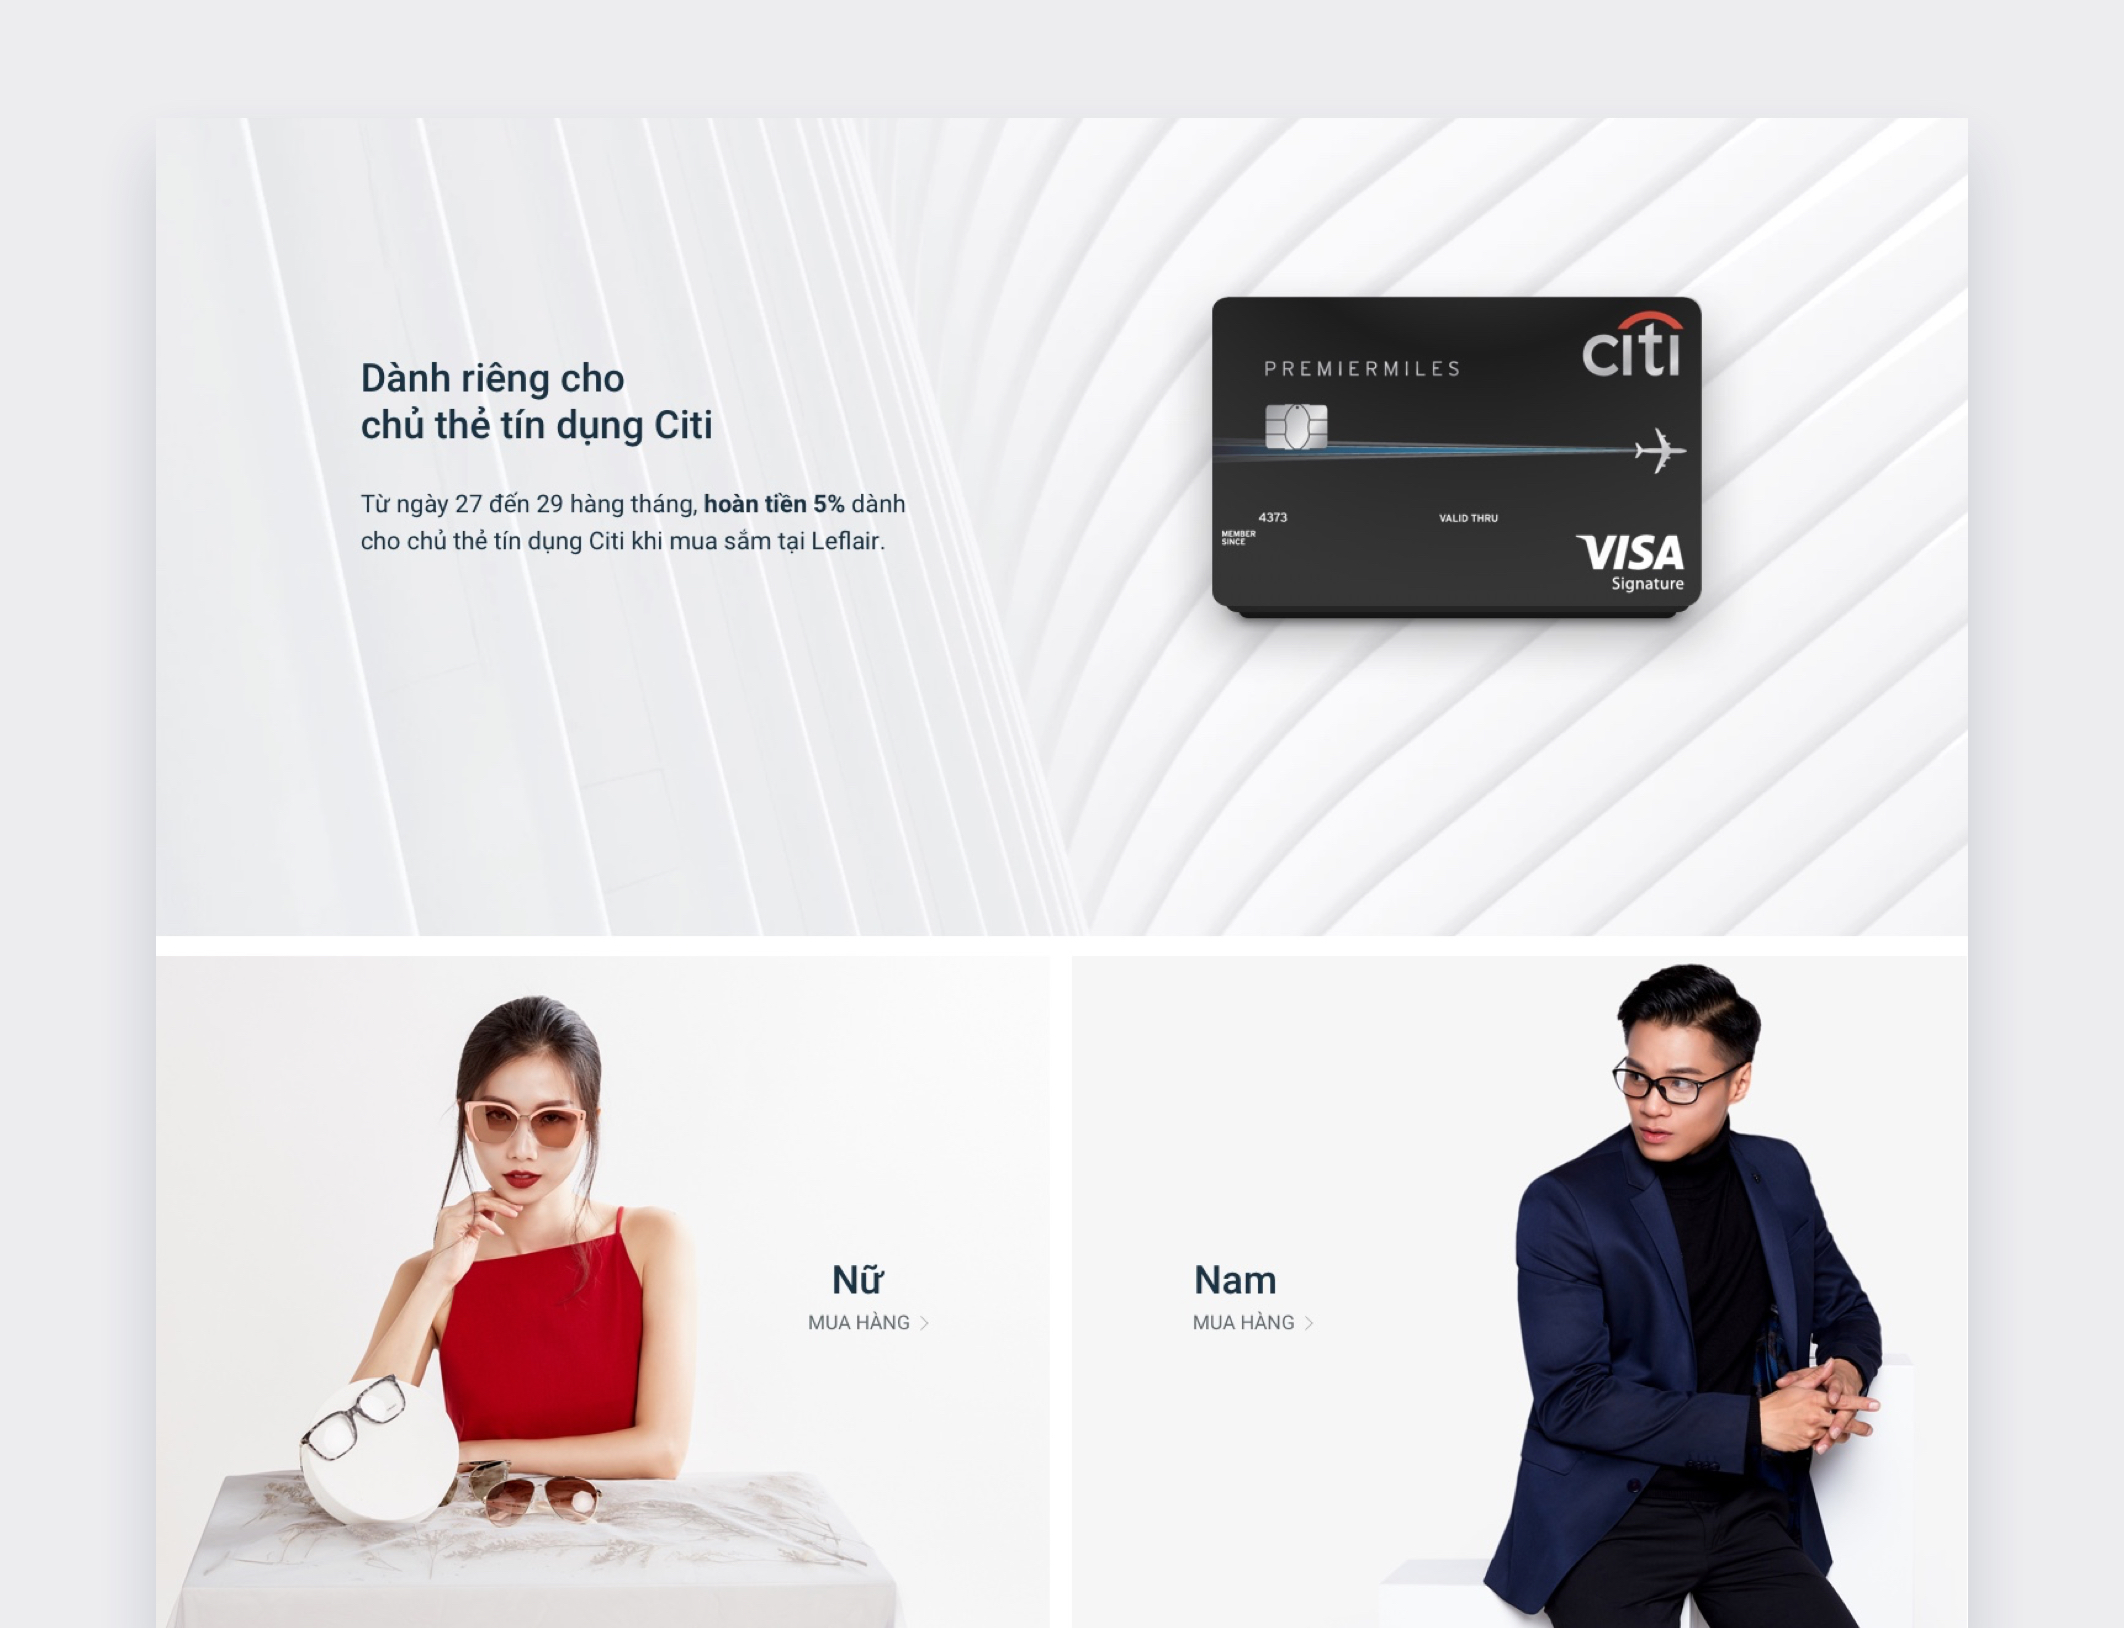 Dành riêng cho
chủ thẻ tín dụng Citi
Từ ngày 27 đến 29 hàng tháng, hoàn tiền 5% dành
cho chủ thẻ tín dụng Citi khi mua sắm tại Leflair.
citi
PREMIERMILES
4373
VALID THRU
MEMBER
SINCE
VISA
Signature
Nữ
MUA HÀNG
Nam
MUA HÀNG